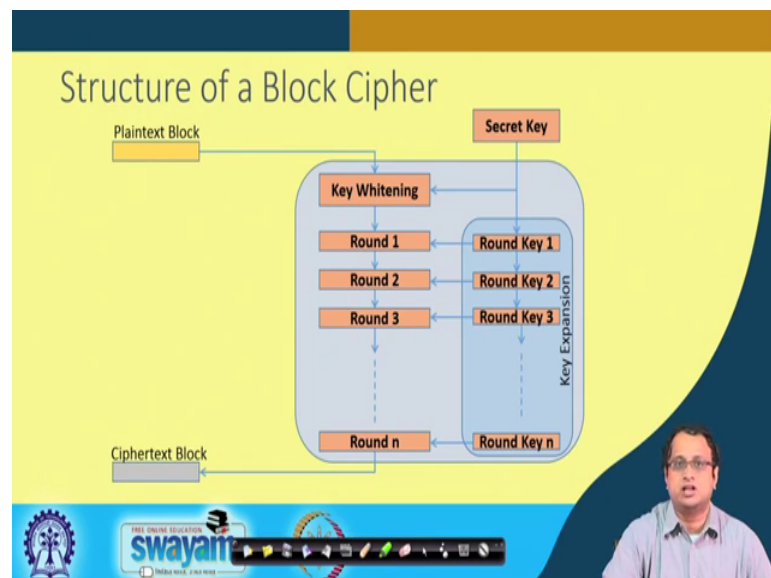 Structure of a Block Cipher
Plaintext Block
Secret Key
Key Whitening
Round 1
Round Key 1
Round 2
Round Key 2
Round 3
Round Key 3
Key Expansion
Round n
Round Key n
Ciphertext Block
FREE ONLINE EDUCATION
swayam